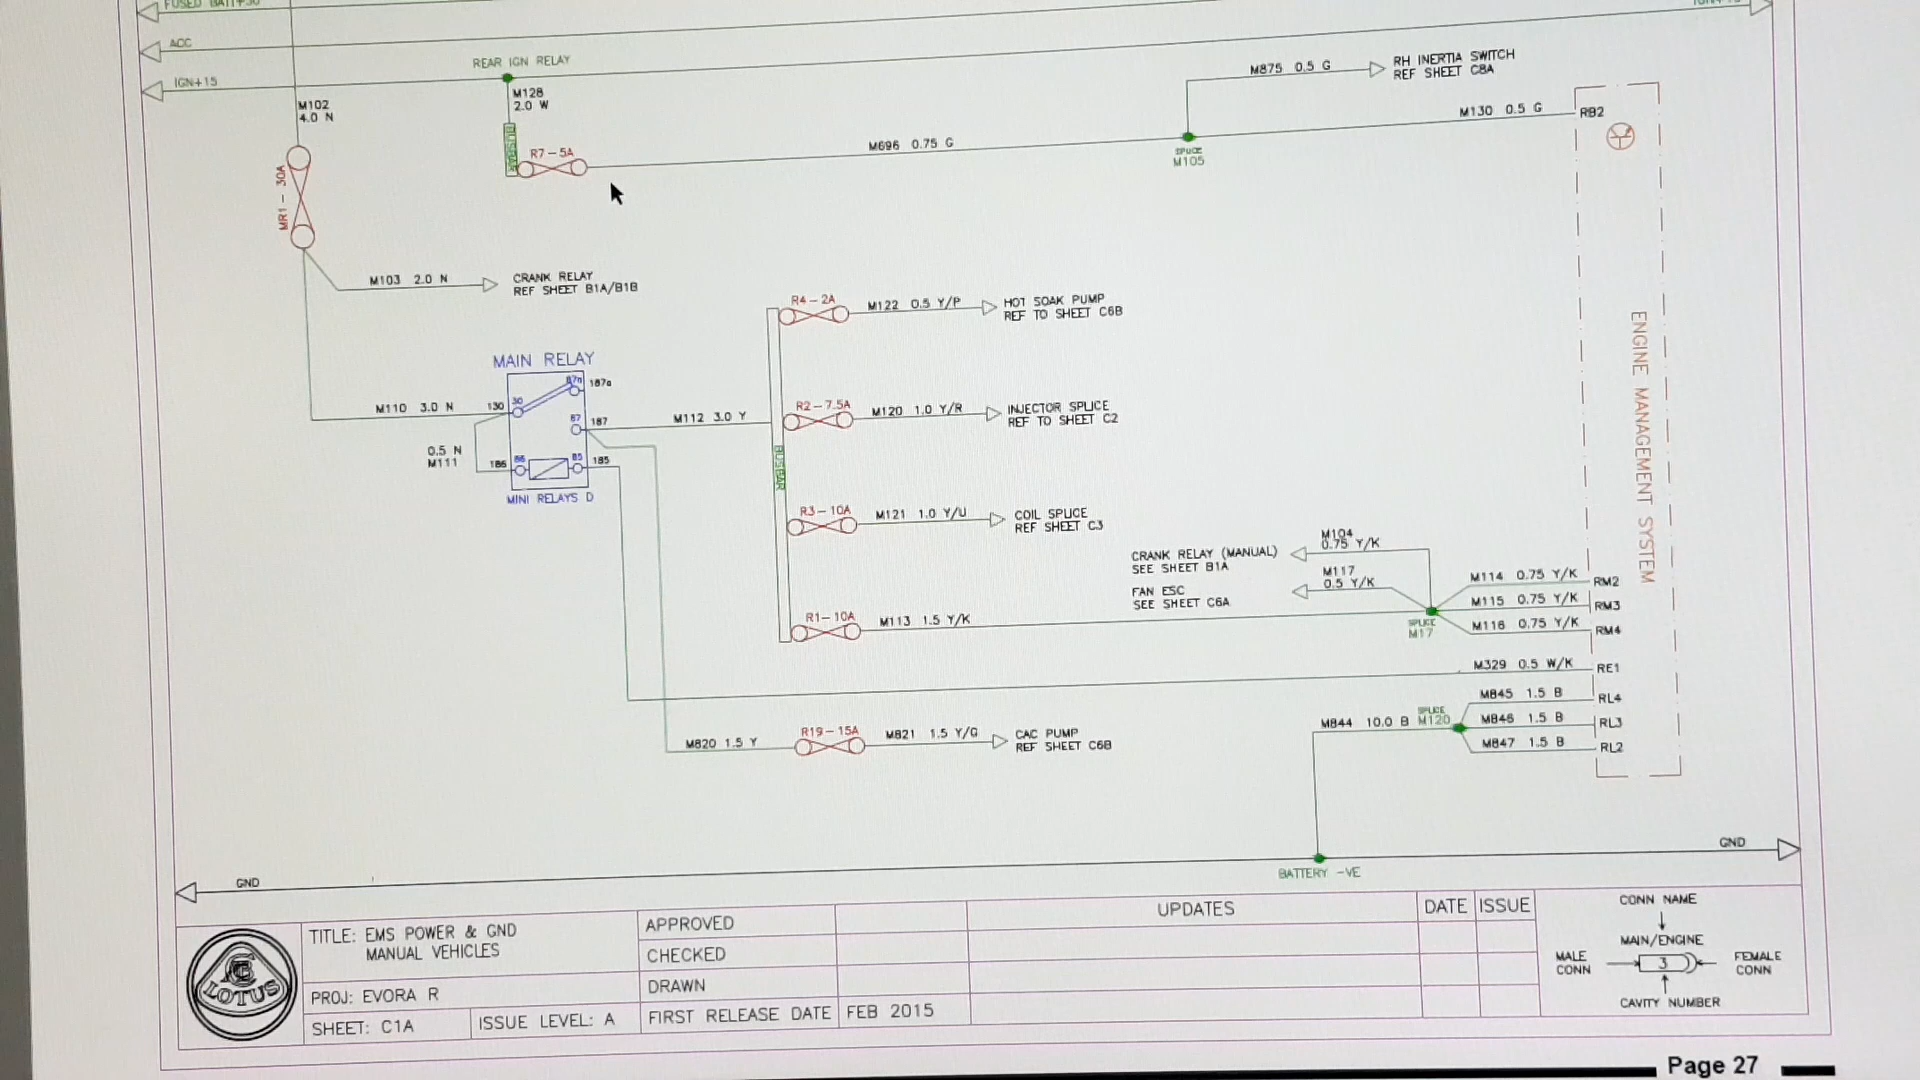 FUSED BATT+30
ACC
IGN+15
REAR IGN RELAY
M128
2.0 W
M102
4.0 N
MR1 - 30A
BUSBAR
R7-5A
M696 0.75 G
SPLICE
M105
M875 0.5 G
RH INERTIA SWITCH
REF SHEET C8A
M130 0.5 G
RB2
M103 2.0 N
CRANK RELAY
REF SHEET B1A/B1B
MAIN RELAY
M110 3.0 N
130
30
87a
187a
87
187
0.5 N
M111
186
86
85
185
MINI RELAYS D
M112 3.0 Y
BUSBAR
R4-2A
M122 0.5 Y/P
HOT SOAK PUMP
REF TO SHEET C6B
R2-7.5A
M120 1.0 Y/R
INJECTOR SPLICE
REF TO SHEET C2
R3-10A
M121 1.0 Y/U
COIL SPLICE
REF SHEET C3
R1-10A
M113 1.5 Y/K
CRANK RELAY (MANUAL)
SEE SHEET B1A
M104
0.75 Y/K
FAN ESC
SEE SHEET C6A
M117
0.5 Y/K
SPLICE
M17
M114 0.75 Y/K
RM2
M115 0.75 Y/K
RM3
M116 0.75 Y/K
RM4
ENGINE MANAGEMENT SYSTEM
M329 0.5 W/K
RE1
M845 1.5 B
RL4
M844 10.0 B
SPLICE
M120
M846 1.5 B
RL3
M847 1.5 B
RL2
M820 1.5 Y
R19-15A
M821 1.5 Y/G
CAC PUMP
REF SHEET C6B
GND
BATTERY -VE
GND
LOTUS
TITLE: EMS POWER & GND
MANUAL VEHICLES
PROJ: EVORA R
SHEET: C1A
ISSUE LEVEL: A
APPROVED
CHECKED
DRAWN
FIRST RELEASE DATE
FEB 2015
UPDATES
DATE
ISSUE
CONN NAME
MAIN/ENGINE
MALE
CONN
3
FEMALE
CONN
CAVITY NUMBER
Page 27